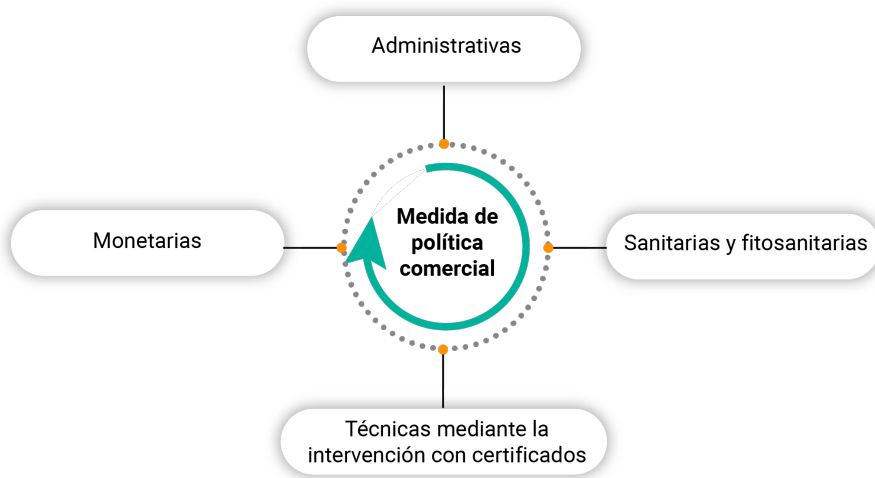 Administrativas
Monetarias
Medida de
política
comercial
Sanitarias y fitosanitarias
Técnicas mediante la
intervención con certificados